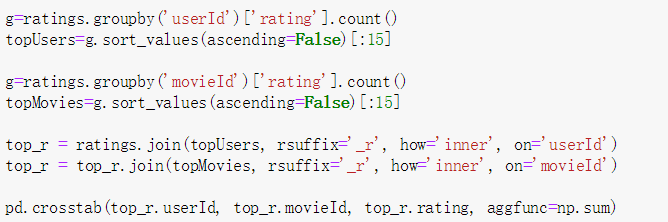 g=ratings.groupby('userId')['rating'].count()
topUsers=g.sort_values(ascending=False)[:15]
g=ratings.groupby('movieId')['rating'].count()
topMovies=g.sort_values(ascending=False)[:15]
top_r = ratings.join(topUsers, rsuffix='_r', how='inner', on='userId')
top_r = top_r.join(topMovies, rsuffix='_r', how='inner', on='movieId')
pd.crosstab(top_r.userId, top_r.movieId, top_r.rating, aggfunc=np.sum)